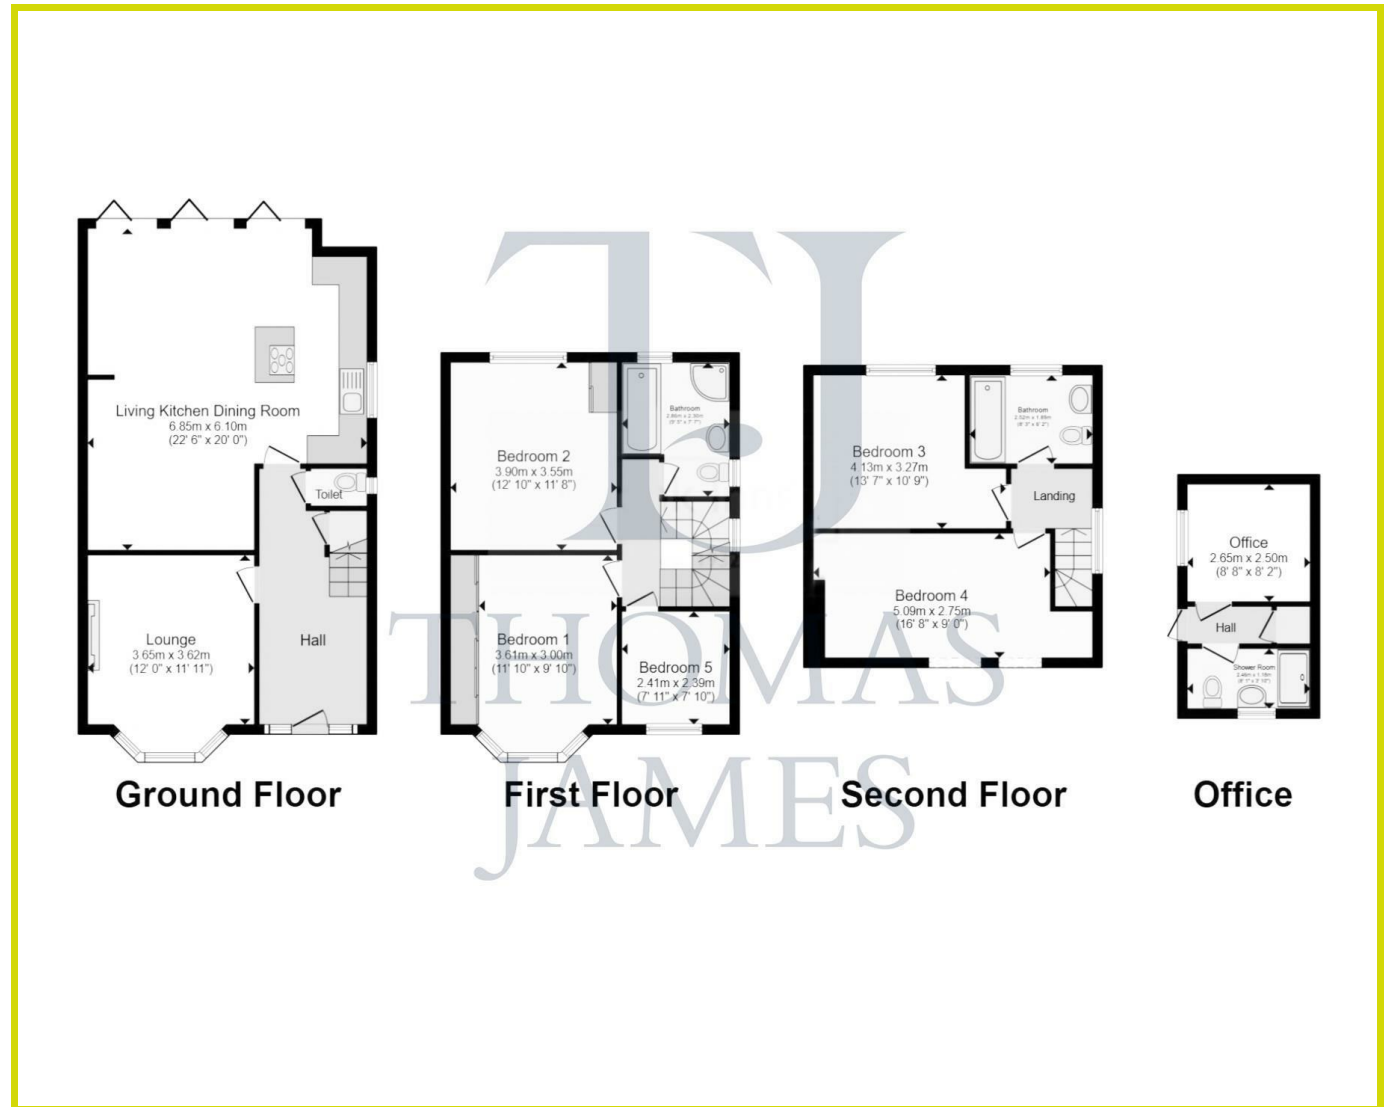 Living Kitchen Dining Room
6.85m x 6.10m
(22' 6" x 20' 0")
Toilet
Lounge
3.65m x 3.62m
(12' 0" x 11' 11")
Hall
Ground Floor
Bedroom 2
3.90m x 3.55m
(12' 10" x 11' 8")
Bathroom
Bedroom 1
3.61m x 3.00m
(11' 10" x 9' 10")
Bedroom 5
2.41m x 2.39m
(7' 11" x 7' 10")
First Floor
Bedroom 3
4.13m x 3.27m
(13' 7" x 10' 9")
Bathroom
Landing
Bedroom 4
5.09m x 2.75m
(16' 8" x 9' 0")
Second Floor
Office
2.65m x 2.50m
(8' 8" x 8' 2")
Hall
Shower Room
Office
TJ
THOMAS
JAMES